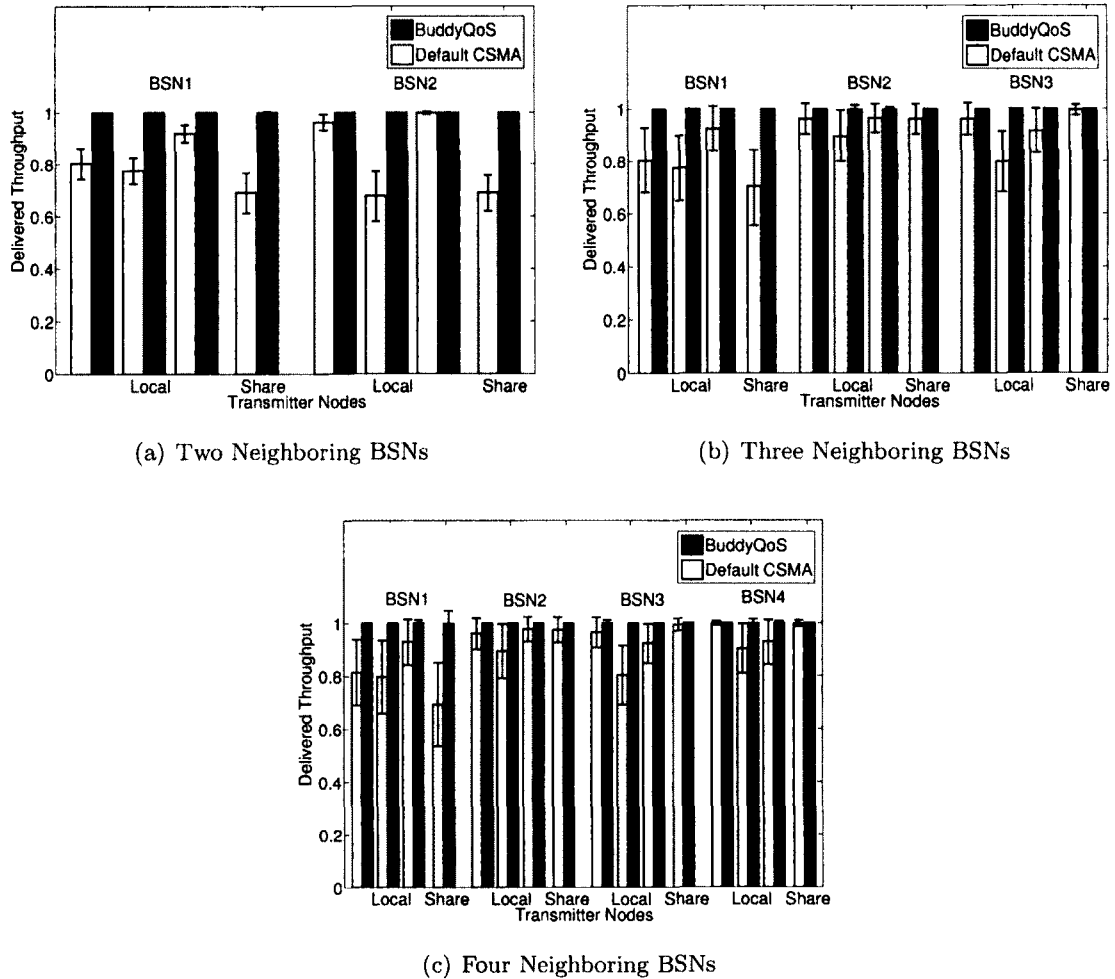 BuddyQoS
Default CSMA
BSN1
BSN2
1
0.8
0.6
0.4
0.2
0
Delivered Throughput
Local
Share
Local
Share
Transmitter Nodes
(a) Two Neighboring BSNs
BuddyQoS
Default CSMA
BSN1
BSN2
BSN3
1
0.8
0.6
0.4
0.2
0
Delivered Throughput
Local
Share
Local
Share
Local
Share
Transmitter Nodes
(b) Three Neighboring BSNs
BuddyQoS
Default CSMA
BSN1
BSN2
BSN3
BSN4
1
0.8
0.6
0.4
0.2
0
Delivered Throughput
Local
Share
Local
Share
Local
Share
Local
Share
Transmitter Nodes
(c) Four Neighboring BSNs